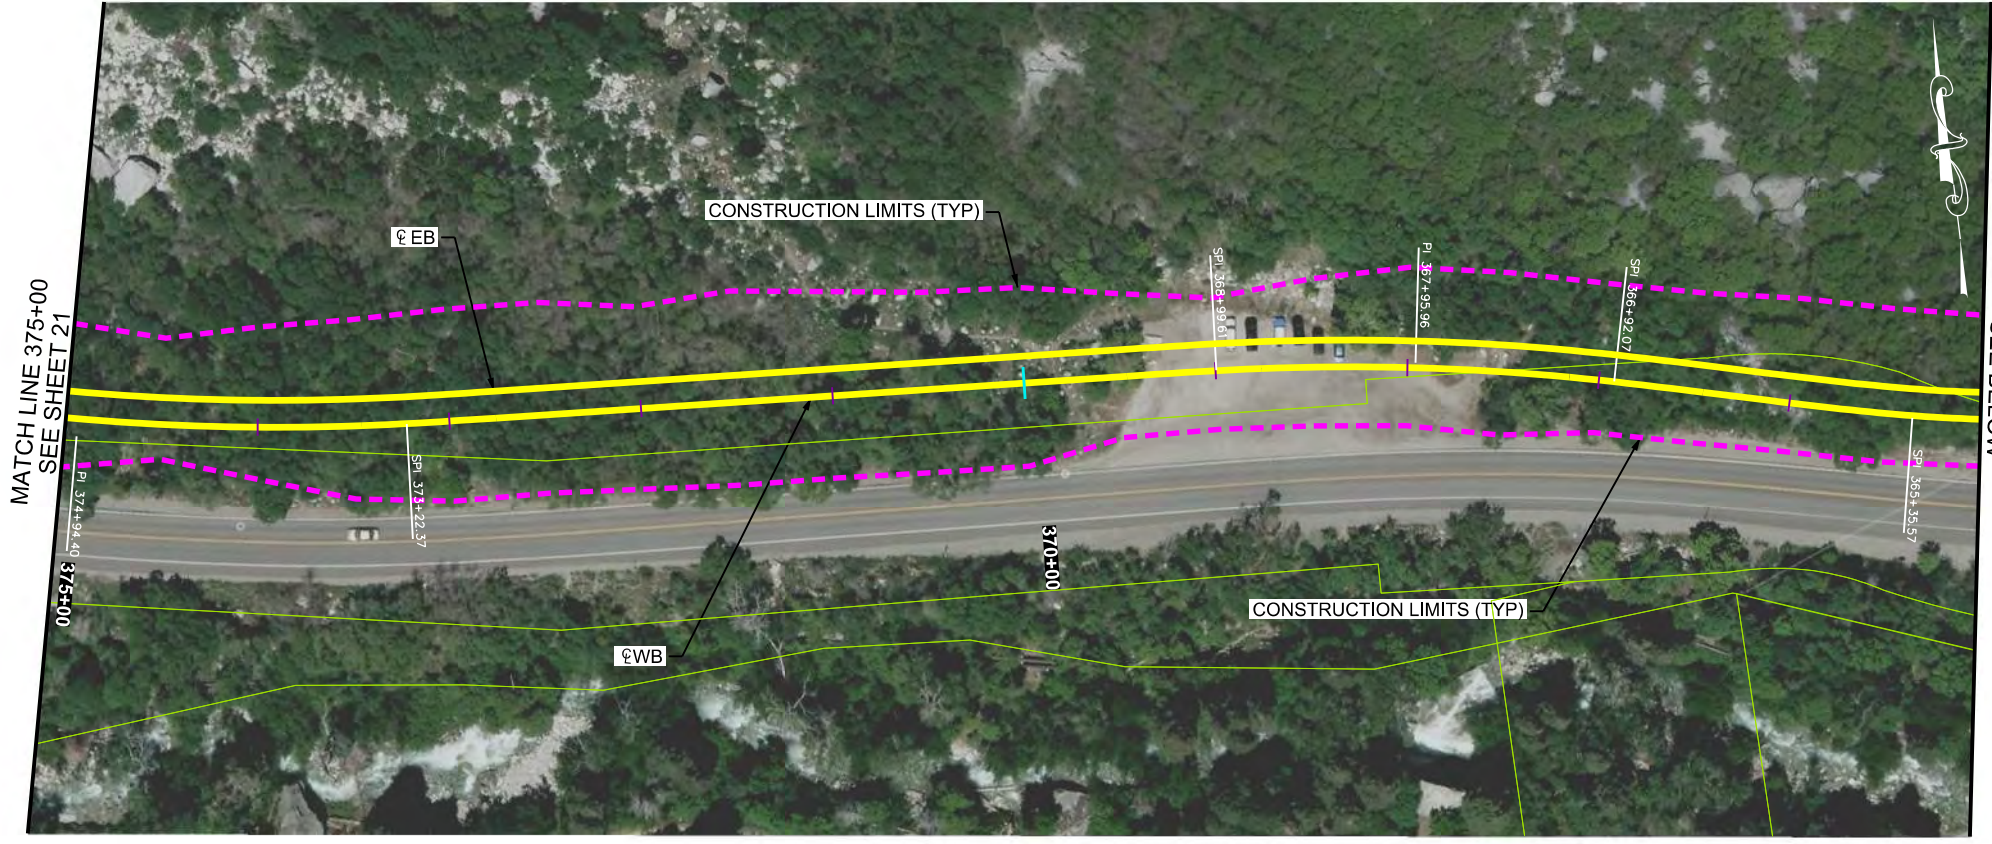 MATCH LINE 375+00
SEE SHEET 21
℄ EB
CONSTRUCTION LIMITS (TYP)
SPI 368+99.61
PI 367+95.96
SPI 366+92.07
PI 374+94.40
375+00
SPI 373+22.37
370+00
SPI 365+35.57
℄ WB
CONSTRUCTION LIMITS (TYP)